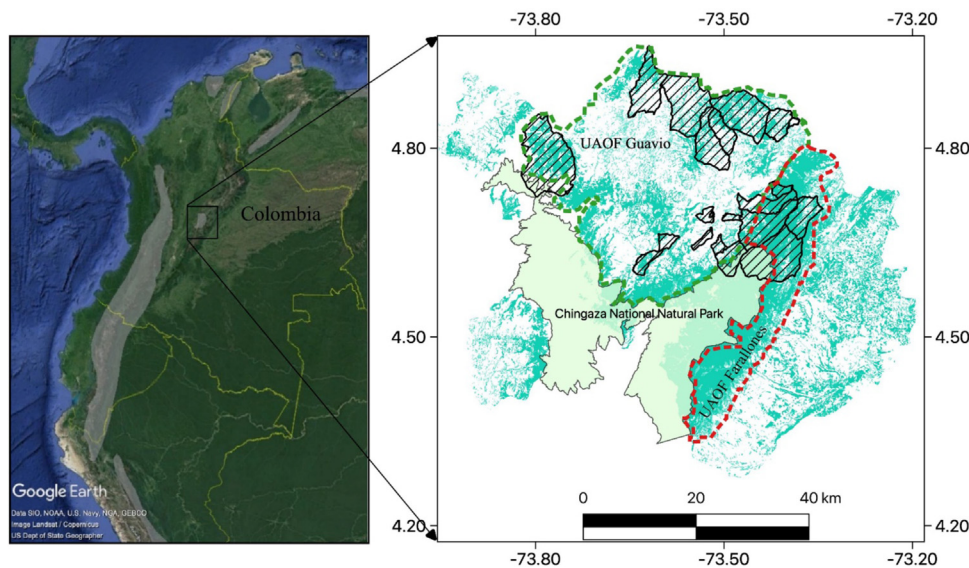 Colombia
Google Earth
Data SIO, NOAA, U.S. Navy, NGA, GEBCO
Image Landsat / Copernicus
US Dept of State Geographer
-73.80 -73.50 -73.20
4.80 4.80
UAOF Guavio
4.50 4.50
Chingaza National Natural Park
UAOF Farallones
0 20 40 km
4.20 4.20
-73.80 -73.50 -73.20